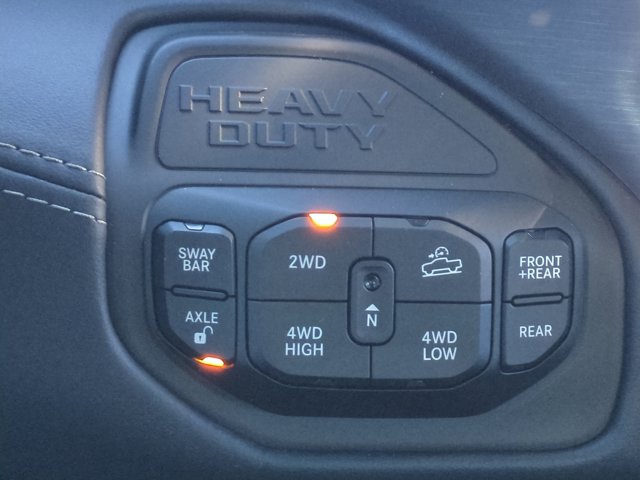 HEAVY
DUTY
SWAY
BAR
AXLE
2WD
4WD
HIGH
N
4WD
LOW
FRONT
+REAR
REAR